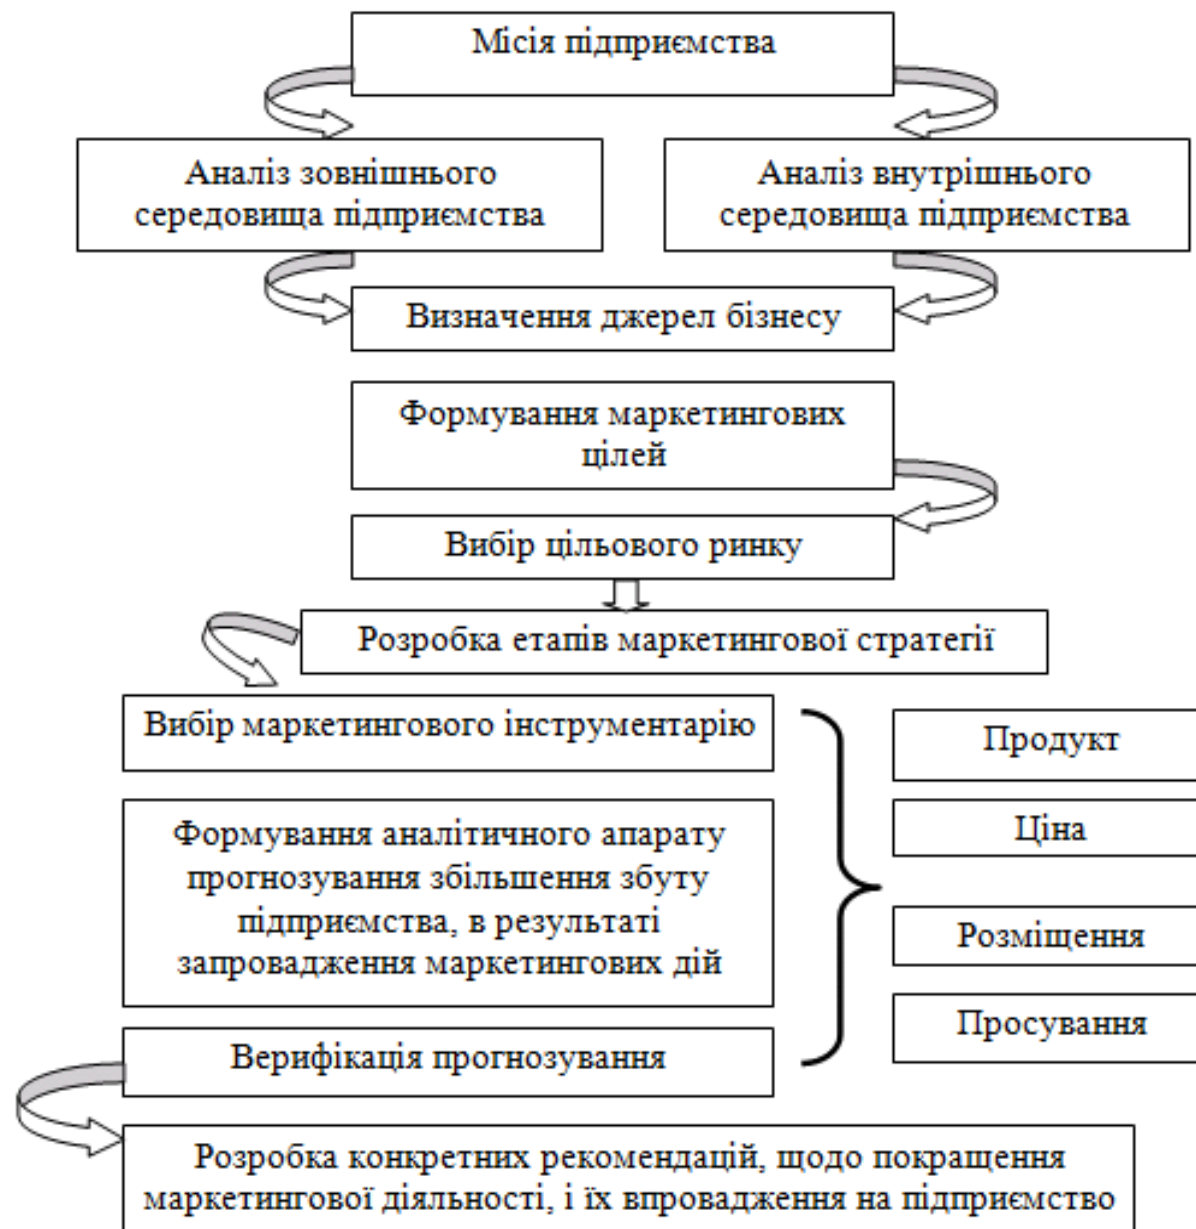 Місія підприємства
Аналіз зовнішнього
середовища підприємства
Аналіз внутрішнього
середовища підприємства
Визначення джерел бізнесу
Формування маркетингових
цілей
Вибір цільового ринку
Розробка етапів маркетингової стратегії
Вибір маркетингового інструментарію
Формування аналітичного апарату
прогнозування збільшення збуту
підприємства, в результаті
запровадження маркетингових дій
Верифікація прогнозування
Продукт
Ціна
Розміщення
Просування
Розробка конкретних рекомендацій, щодо покращення
маркетингової діяльності, і їх впровадження на підприємство